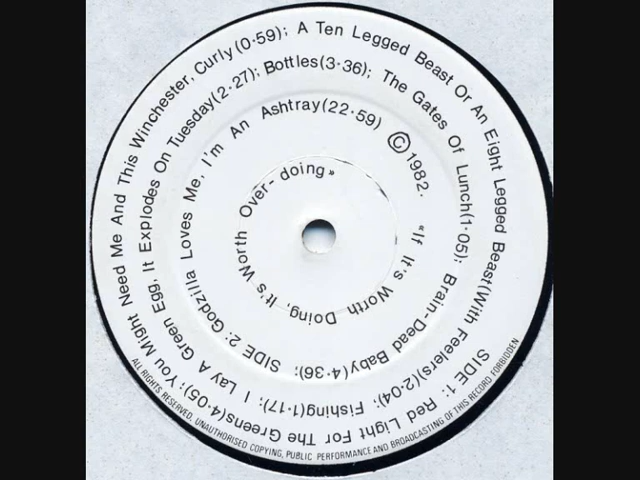 SIDE 1: Red Light For The Greens(4·05); You Might Need Me And This Winchester, Curly(0·59); A Ten Legged Beast Or An Eight Legged Beast(With Feelers)(2·04);
Fishing(1·17); I Lay A Green Egg, It Explodes On Tuesday(2·27); Bottles(3·36); The Gates Of Lunch(1·05); Brain-Dead Baby(4·36);
SIDE 2: Godzilla Loves Me, I'm An Ashtray(22·59) ©1982.
«If It's Worth Doing, It's Worth Over-doing»
ALL RIGHTS RESERVED. UNAUTHORISED COPYING, PUBLIC PERFORMANCE AND BROADCASTING OF THIS RECORD FORBIDDEN